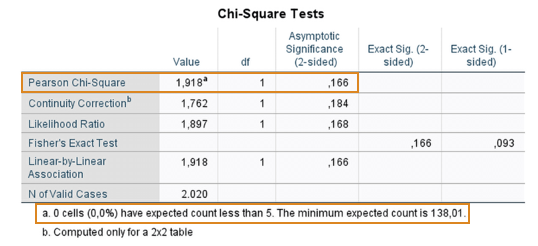 Chi-Square Tests
Value df Asymptotic Significance (2-sided) Exact Sig. (2-sided) Exact Sig. (1-sided)
Pearson Chi-Square 1,918a 1 ,166
Continuity Correctionb 1,762 1 ,184
Likelihood Ratio 1,897 1 ,168
Fisher's Exact Test ,166 ,093
Linear-by-Linear Association 1,918 1 ,166
N of Valid Cases 2.020
a. 0 cells (0,0%) have expected count less than 5. The minimum expected count is 138,01.
b. Computed only for a 2x2 table